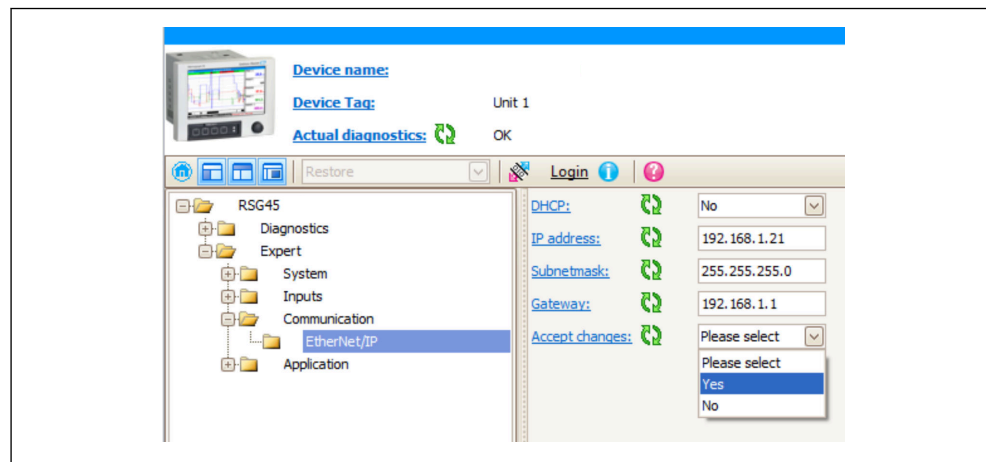 Device name:
Device Tag: Unit 1
Actual diagnostics: OK
Restore Login
RSG45
Diagnostics
Expert
System
Inputs
Communication
EtherNet/IP
Application
DHCP: No
IP address: 192.168.1.21
Subnetmask: 255.255.255.0
Gateway: 192.168.1.1
Accept changes: Please select
Please select
Yes
No